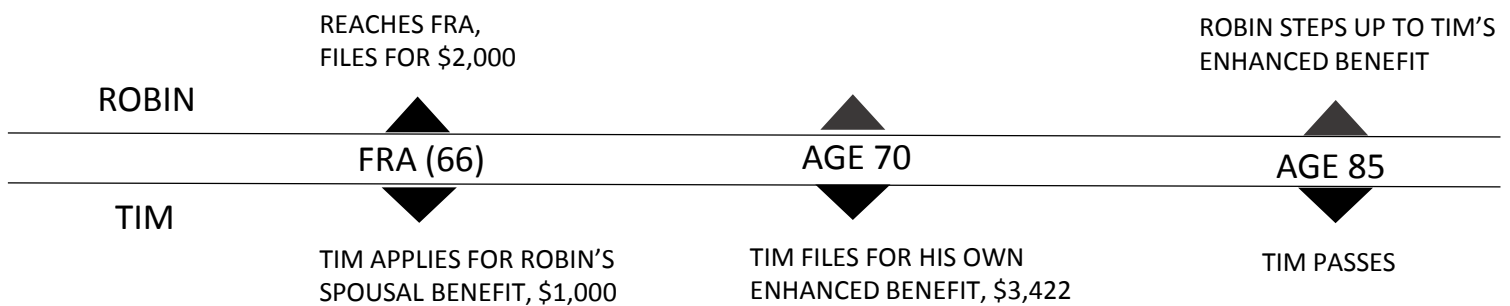 REACHES FRA,
FILES FOR $2,000
ROBIN STEPS UP TO TIM'S
ENHANCED BENEFIT
ROBIN
FRA (66)
AGE 70
AGE 85
TIM
TIM APPLIES FOR ROBIN'S
SPOUSAL BENEFIT, $1,000
TIM FILES FOR HIS OWN
ENHANCED BENEFIT, $3,422
TIM PASSES